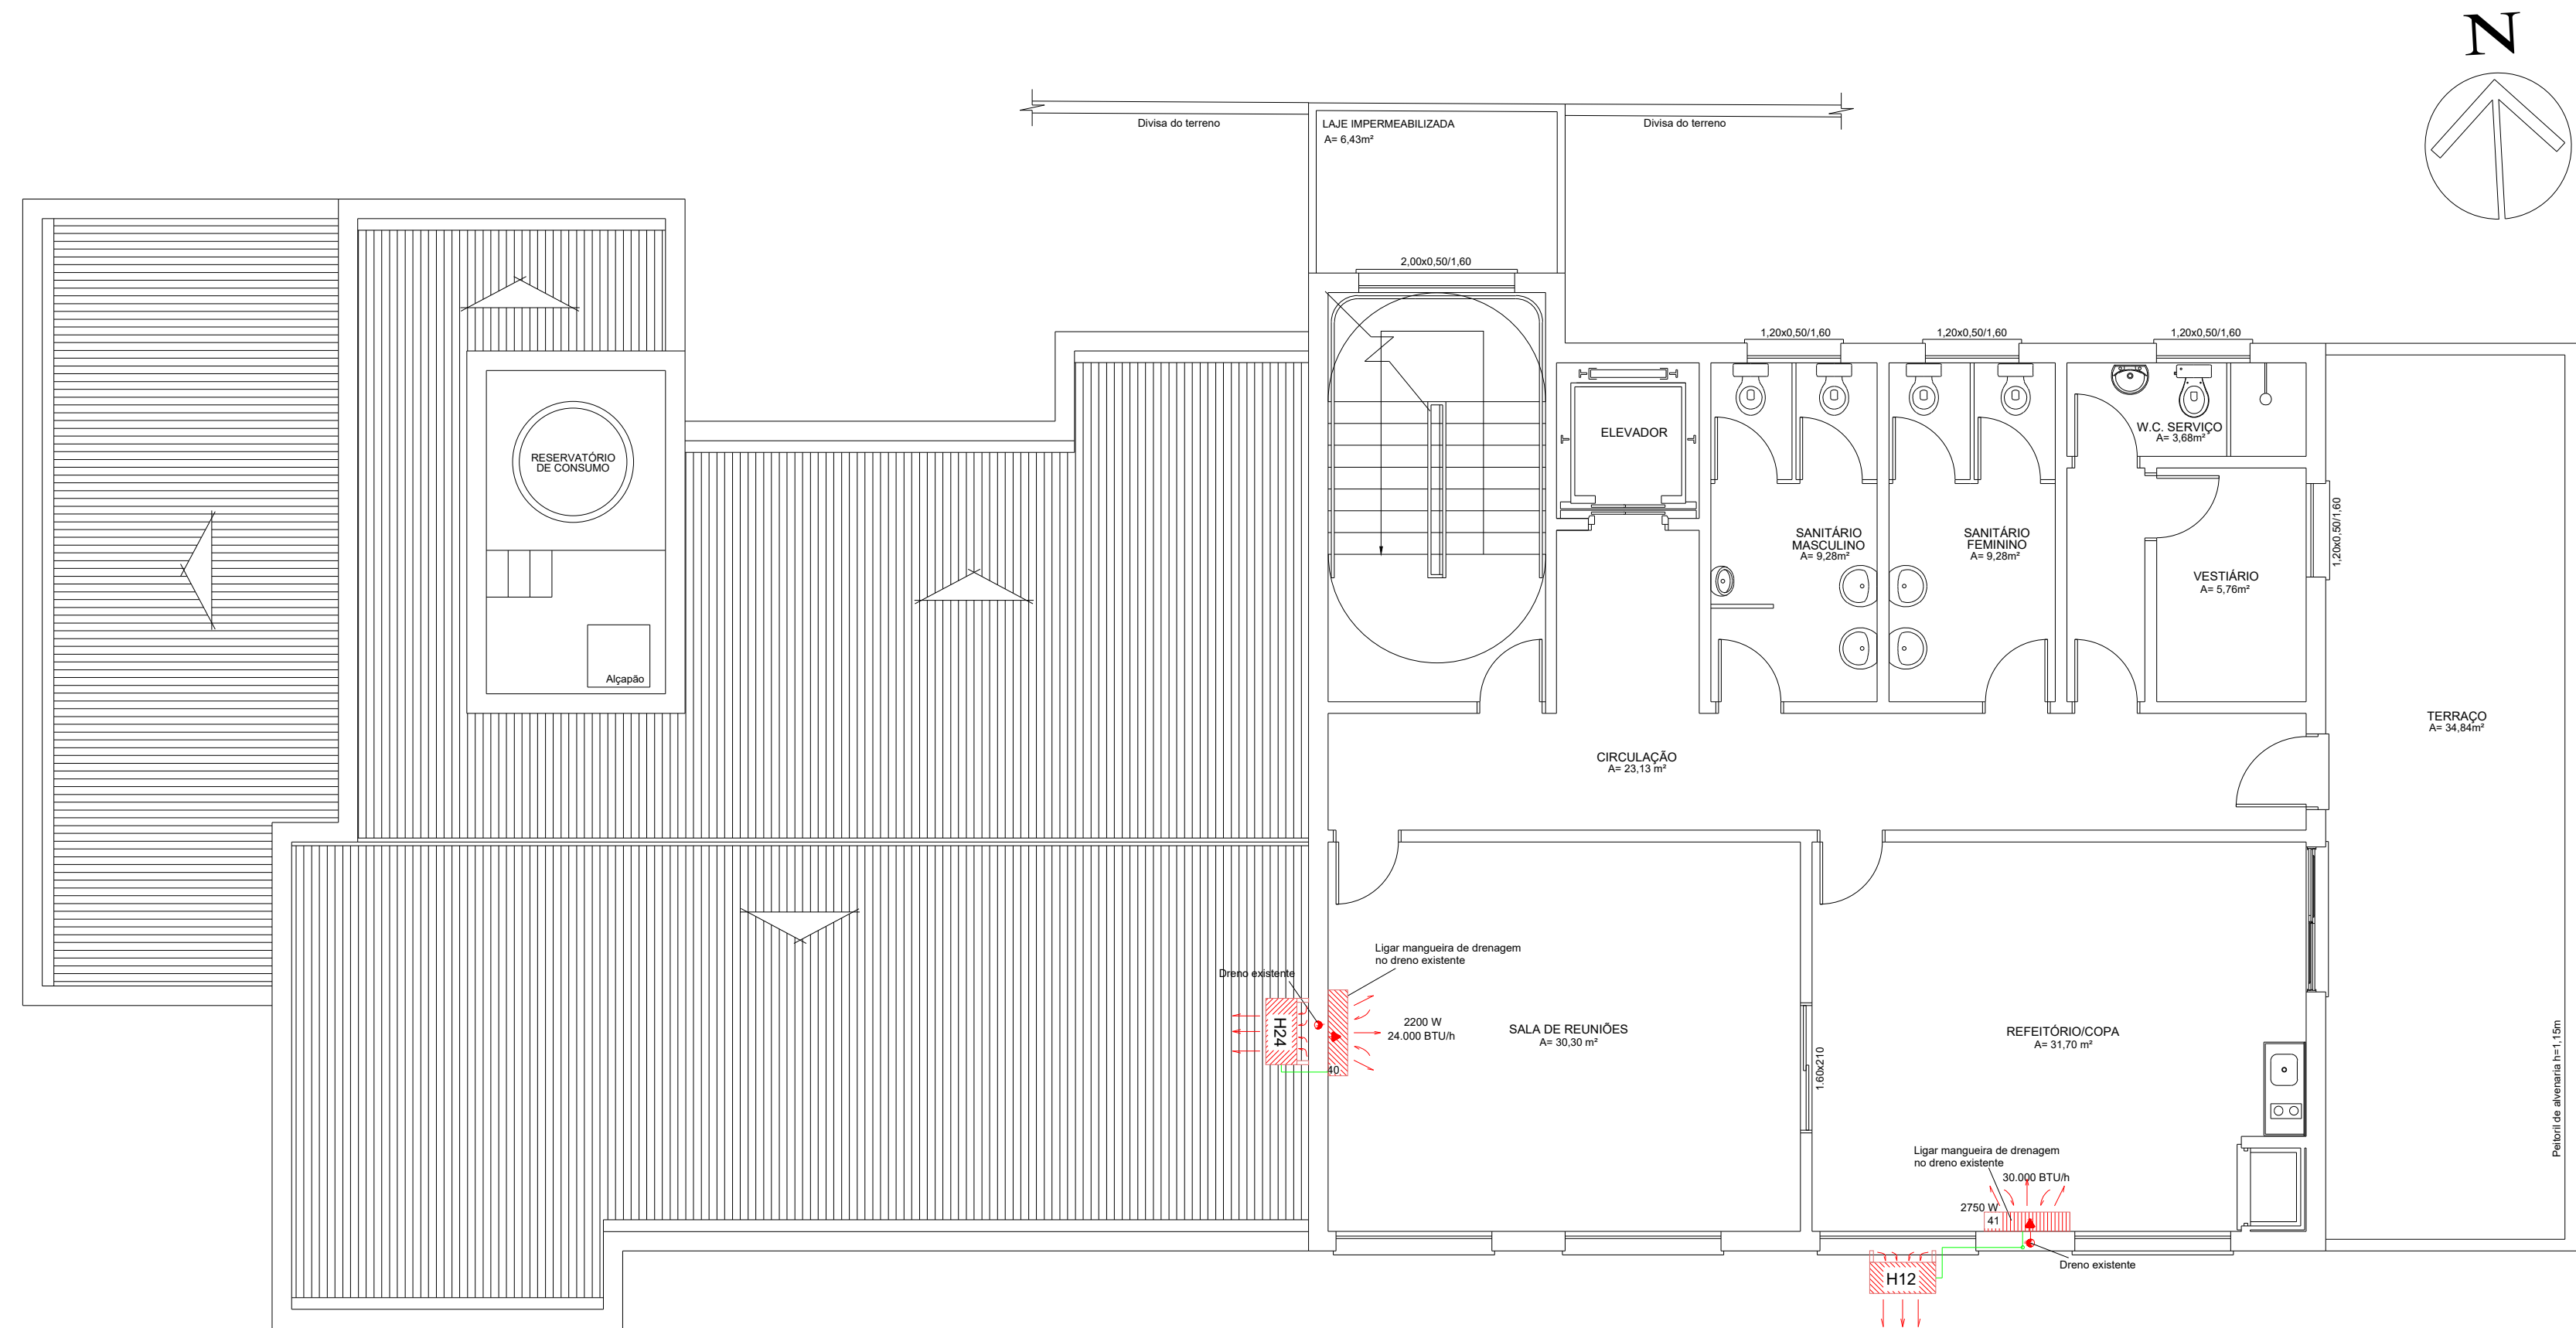 N
Divisa do terreno
LAJE IMPERMEABILIZADA
A= 6,43m²
Divisa do terreno
2,00x0,50/1,60
1,20x0,50/1,60
1,20x0,50/1,60
1,20x0,50/1,60
RESERVATÓRIO
DE CONSUMO
Alçapão
ELEVADOR
W.C. SERVIÇO
A= 3,68m²
SANITÁRIO
MASCULINO
A= 9,28m²
SANITÁRIO
FEMININO
A= 9,28m²
1,20x0,50/1,60
VESTIÁRIO
A= 5,76m²
TERRAÇO
A= 34,84m²
CIRCULAÇÃO
A= 23,13 m²
Ligar mangueira de drenagem
no dreno existente
Dreno existente
H24
40
2200 W
24.000 BTU/h
SALA DE REUNIÕES
A= 30,30 m²
1.60x210
REFEITÓRIO/COPA
A= 31,70 m²
Peitoril de alvenaria h=1,15m
Ligar mangueira de drenagem
no dreno existente
30.000 BTU/h
2750 W
41
Dreno existente
H12